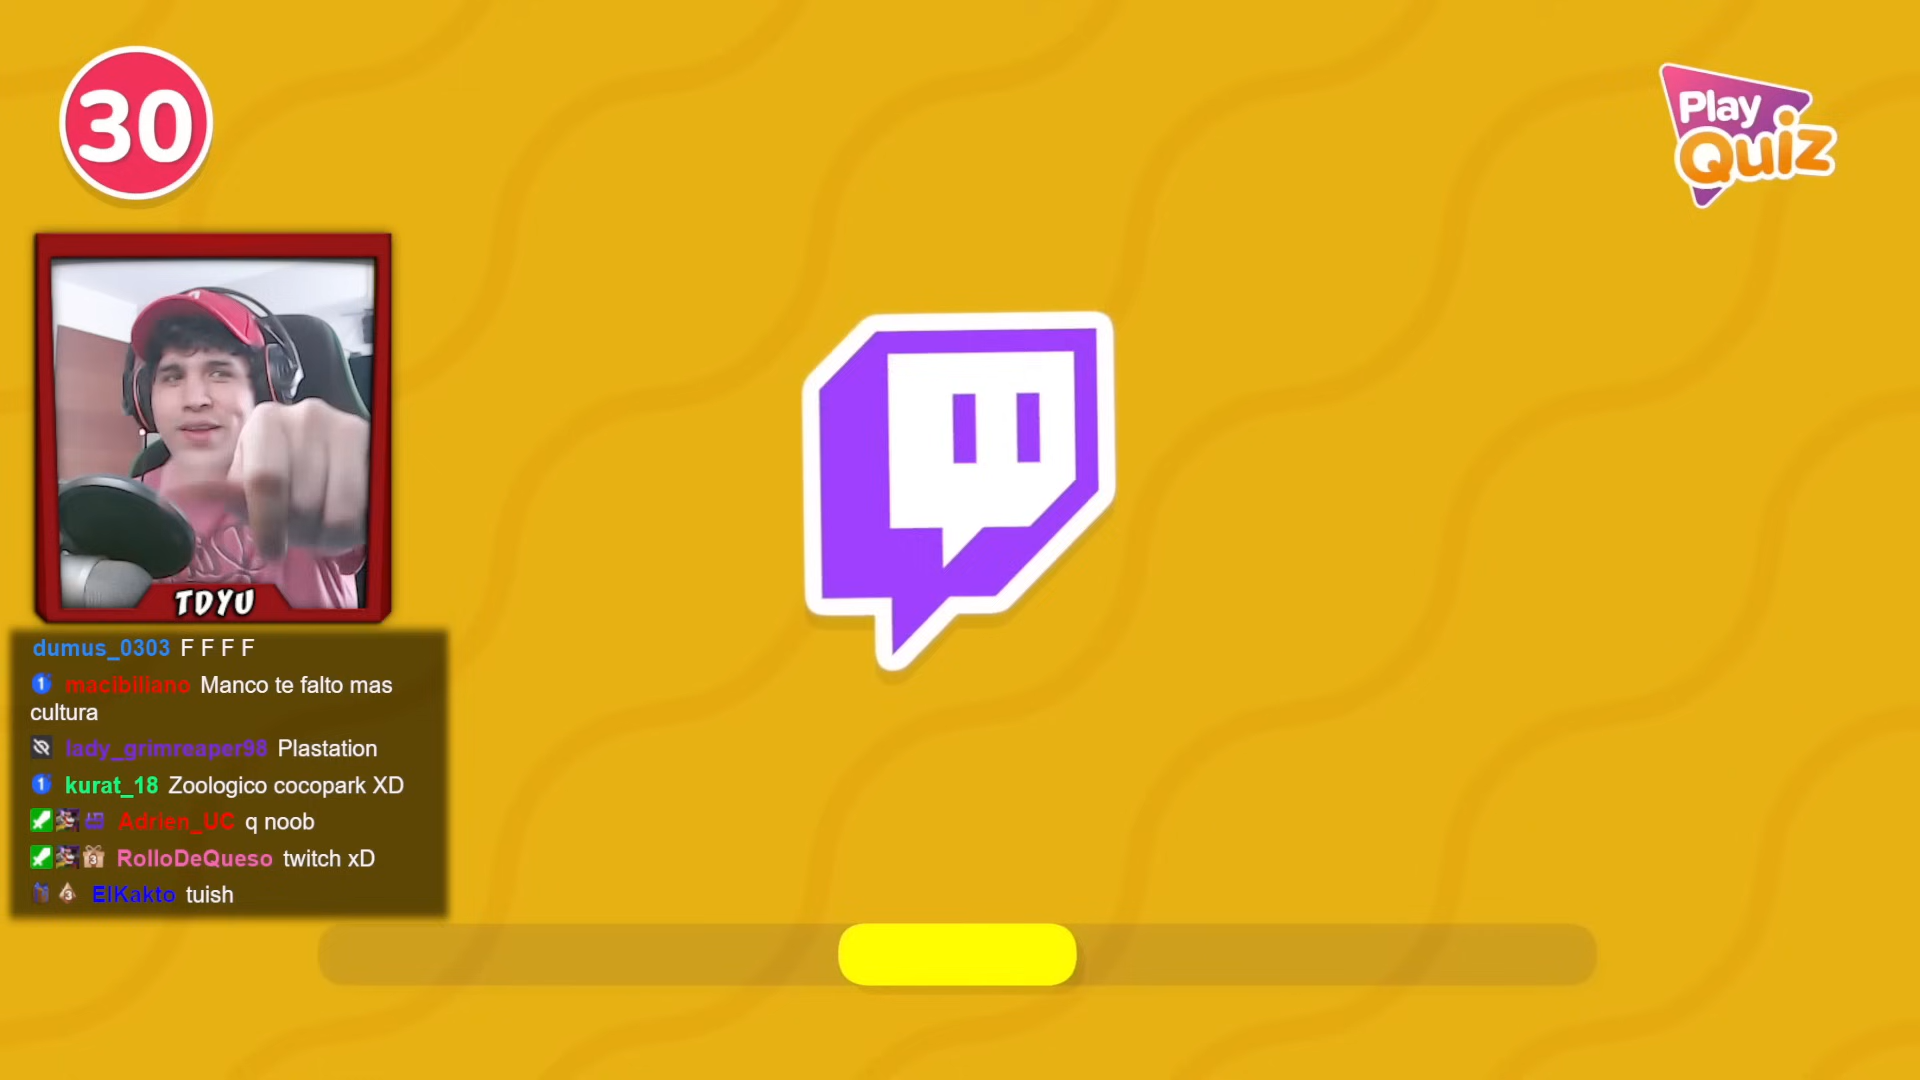 30
Play
Quiz
TDYU
dumus_0303 F F F F
macibiliano Manco te falto mas
cultura
lady_grimreaper98 Plastation
kurat_18 Zoologico cocopark XD
Adrien_UC q noob
RolloDeQueso twitch xD
ElKakto tuish